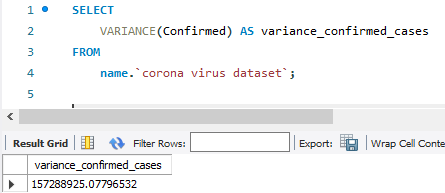 1 SELECT
2 VARIANCE(Confirmed) AS variance_confirmed_cases
3 FROM
4 name.`corona virus dataset`;
5
Result Grid Filter Rows: Export: Wrap Cell Conte
variance_confirmed_cases
157288925.07796532